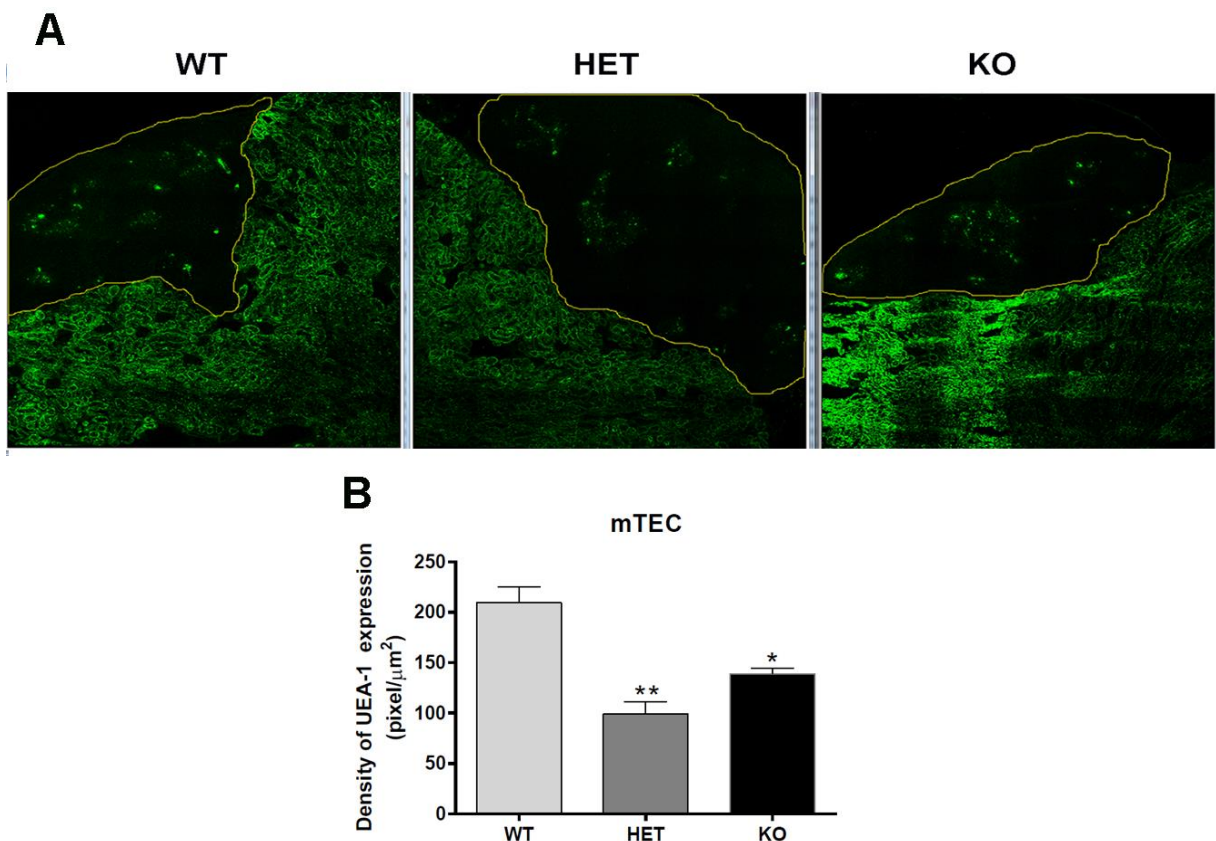 A
WT HET KO
B
mTEC
Density of UEA-1 expression
(pixel/µm²)
250
200
150
100
50
0
**
*
WT HET KO